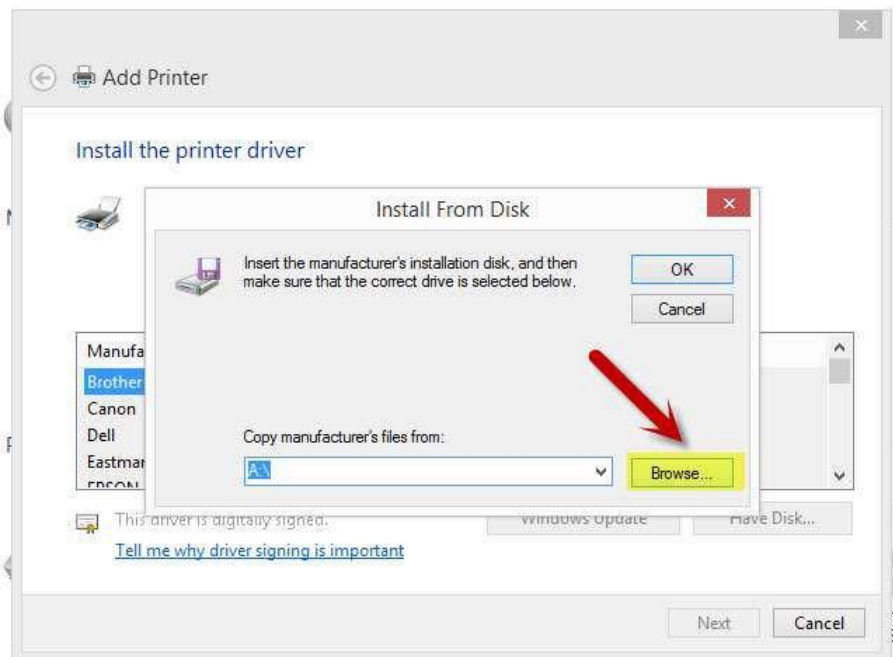 Add Printer
Install the printer driver
Install From Disk
Insert the manufacturer's installation disk, and then
make sure that the correct drive is selected below.
OK
Cancel
Manufa
Brother
Canon
Dell
Eastmar
EPSON
Copy manufacturer's files from:
A:\
Browse...
This driver is digitally signed.
Windows Update
Have Disk...
Tell me why driver signing is important
Next
Cancel